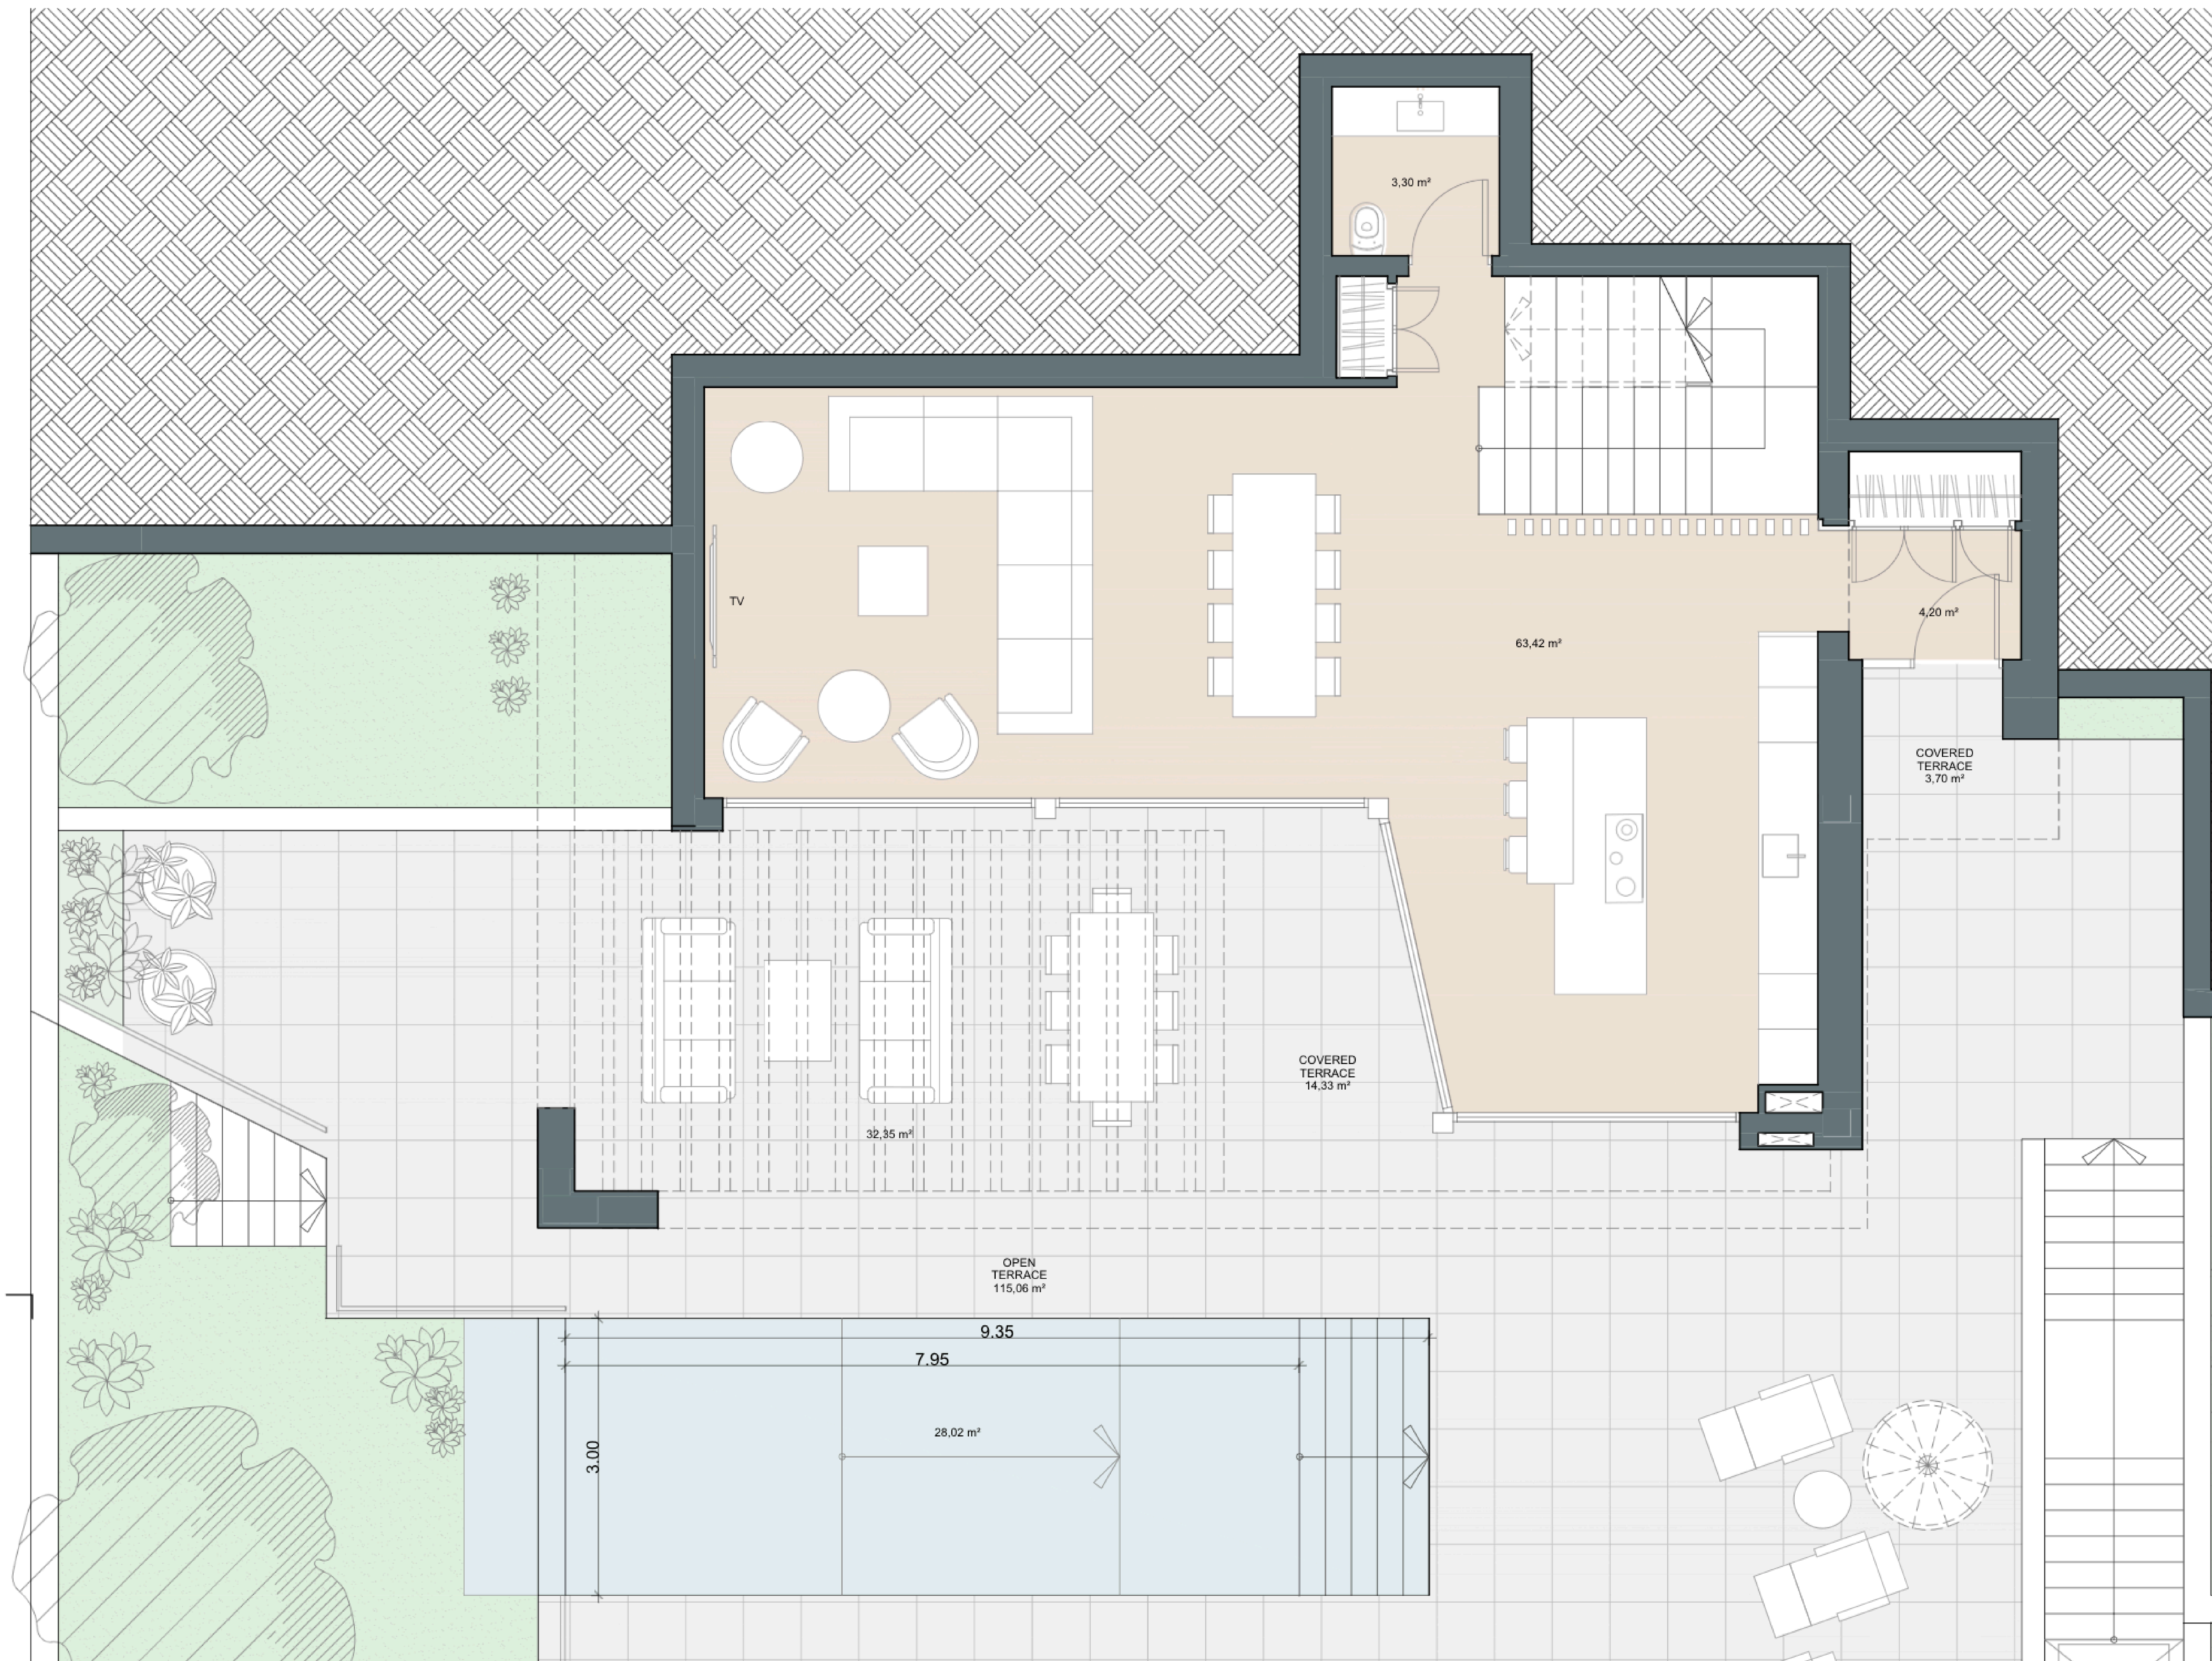 3,30 m²
TV
4,20 m²
63,42 m²
COVERED
TERRACE
3,70 m²
COVERED
TERRACE
14,33 m²
32,35 m²
OPEN
TERRACE
115,06 m²
9.35
7.95
28,02 m²
3.00